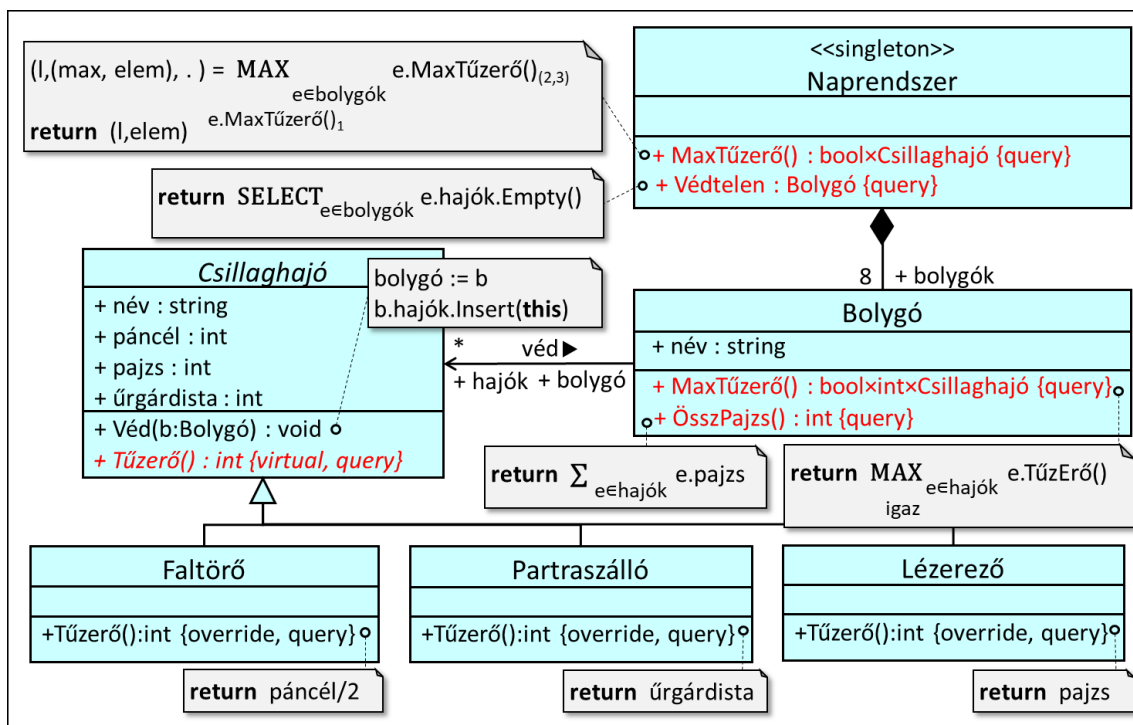 (l,(max, elem), . ) = MAX e∈bolygók e.MaxTűzerő()(2,3)
e.MaxTűzerő()1
return (l,elem)
<<singleton>>
Naprendszer
+ MaxTűzerő() : bool×Csillaghajó {query}
+ Védtelen : Bolygó {query}
return SELECT e∈bolygók e.hajók.Empty()
8 + bolygók
Csillaghajó
+ név : string
+ páncél : int
+ pajzs : int
+ űrgárdista : int
+ Véd(b:Bolygó) : void
+ Tűzerő() : int {virtual, query}
bolygó := b
b.hajók.Insert(this)
* véd ▶
+ hajók + bolygó
Bolygó
+ név : string
+ MaxTűzerő() : bool×int×Csillaghajó {query}
+ ÖsszPajzs() : int {query}
return ∑ e∈hajók e.pajzs
return MAX e∈hajók e.TűzErő()
igaz
Faltörő
+Tűzerő():int {override, query}
return páncél/2
Partraszálló
+Tűzerő():int {override, query}
return űrgárdista
Lézerező
+Tűzerő():int {override, query}
return pajzs